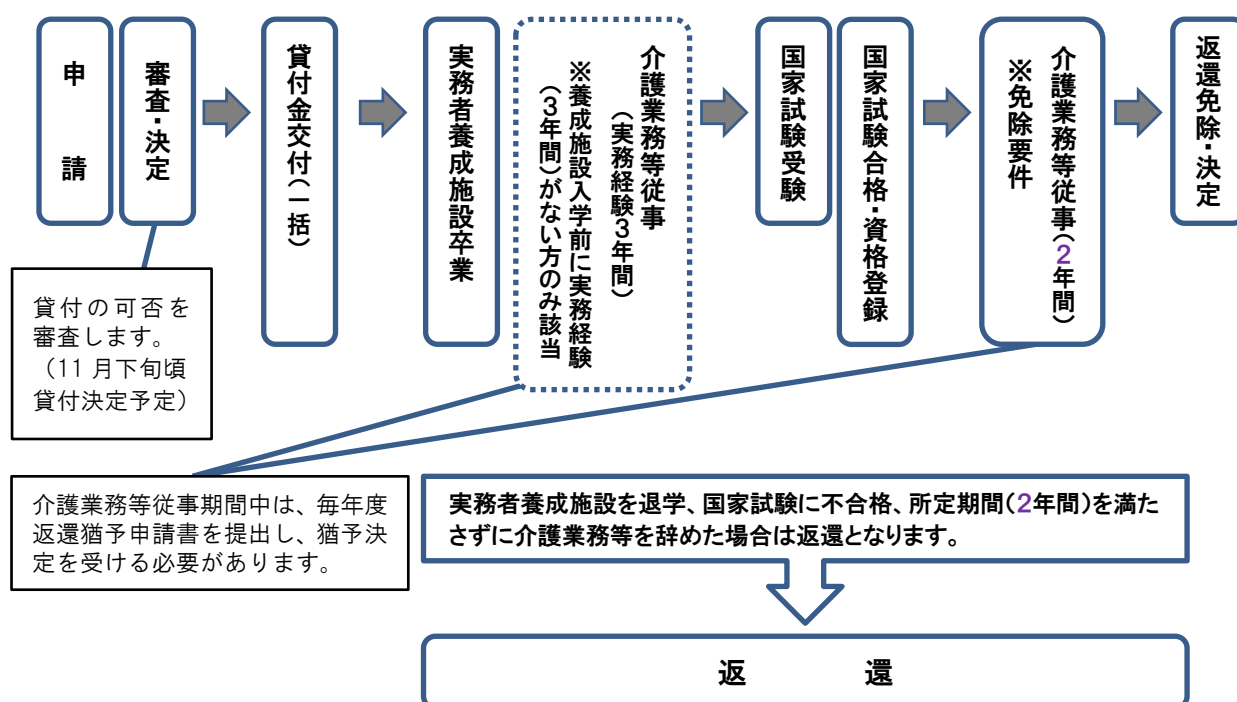 申請
審査・決定
貸付金交付(一括)
実務者養成施設卒業
介護業務等従事
(実務経験3年間)
※養成施設入学前に実務経験
(3年間)がない方のみ該当
国家試験受験
国家試験合格・資格登録
介護業務等従事(2年間)
※免除要件
返還免除・決定
貸付の可否を
審査します。
(11月下旬頃
貸付決定予定)
介護業務等従事期間中は、毎年度
返還猶予申請書を提出し、猶予決
定を受ける必要があります。
実務者養成施設を退学、国家試験に不合格、所定期間(2年間)を満た
さずに介護業務等を辞めた場合は返還となります。
返還